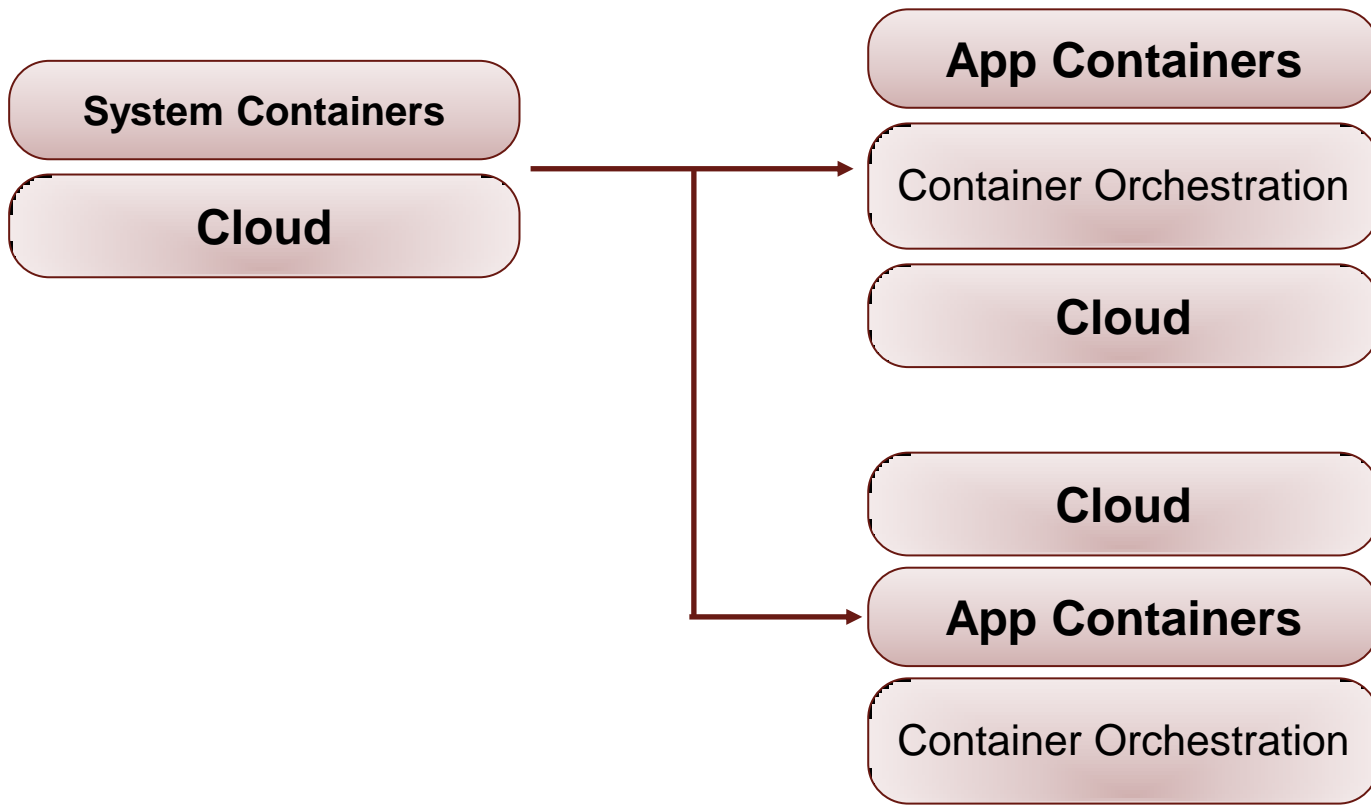 System Containers
Cloud
App Containers
Container Orchestration
Cloud
Cloud
App Containers
Container Orchestration